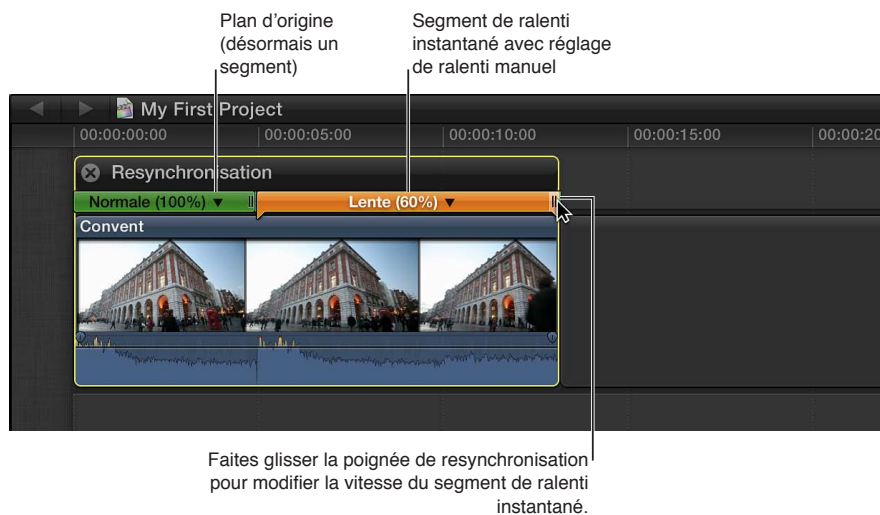 Plan d’origine
(désormais un
segment)
Segment de ralenti
instantané avec réglage
de ralenti manuel
My First Project
00:00:00:00
00:00:05:00
00:00:10:00
00:00:15:00
00:00:20
Resynchronisation
Normale (100%)
Lente (60%)
Convent
Faites glisser la poignée de resynchronisation
pour modifier la vitesse du segment de ralenti
instantané.